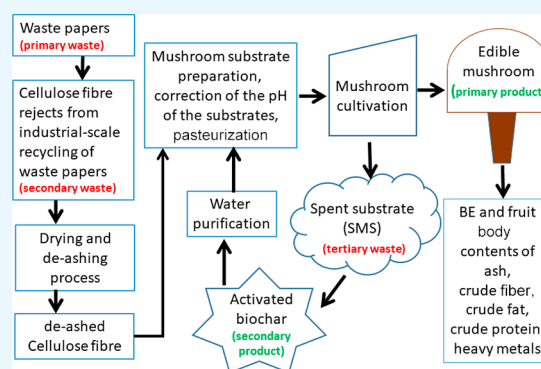 Waste papers
(primary waste)
Cellulose fibre
rejects from
industrial-scale
recycling of
waste papers
(secondary waste)
Drying and
de-ashing
process
de-ashed
Cellulose fibre
Mushroom substrate
preparation,
correction of the pH
of the substrates,
pasteurization
Water
purification
Mushroom
cultivation
Spent substrate
(SMS)
(tertiary waste)
Activated
biochar
(secondary
product)
Edible
mushroom
(primary product)
BE and fruit
body
contents of
ash,
crude fiber,
crude fat,
crude protein
heavy metals